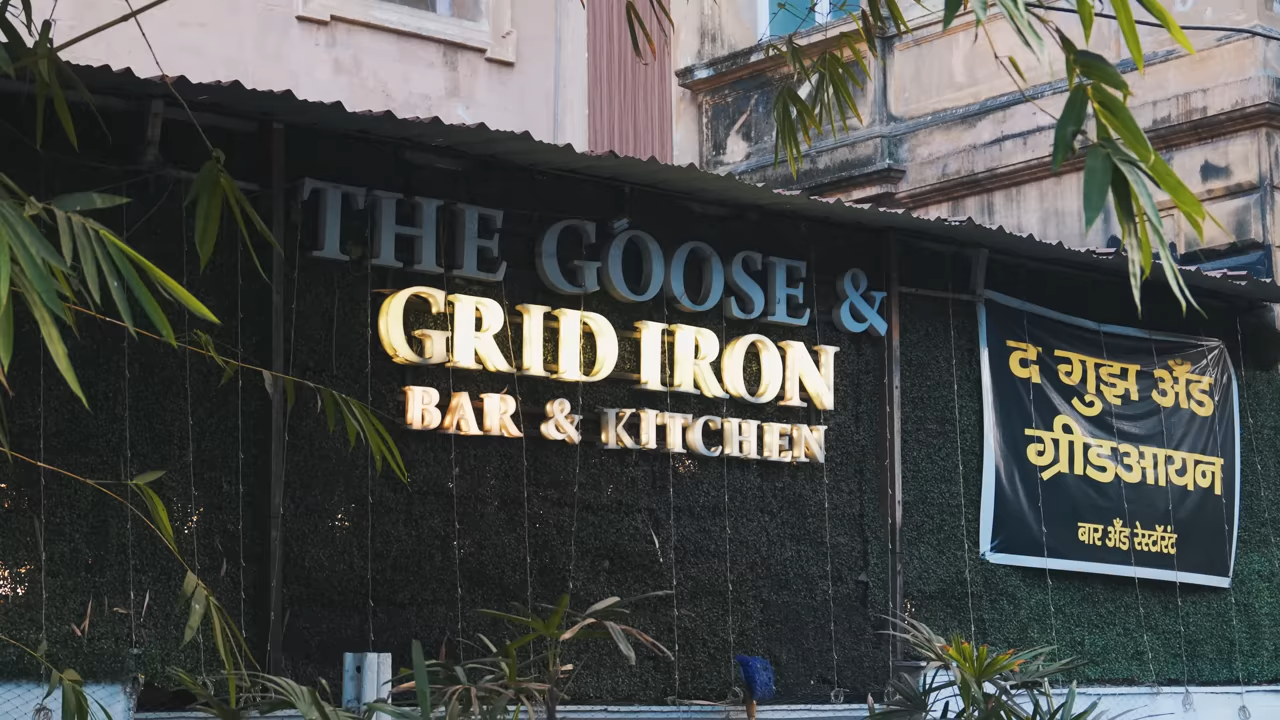 THE GOOSE &
GRID IRON
BAR & KITCHEN
द गुझ अँड
ग्रीडआयन
बार अँड रेस्टॉरंट